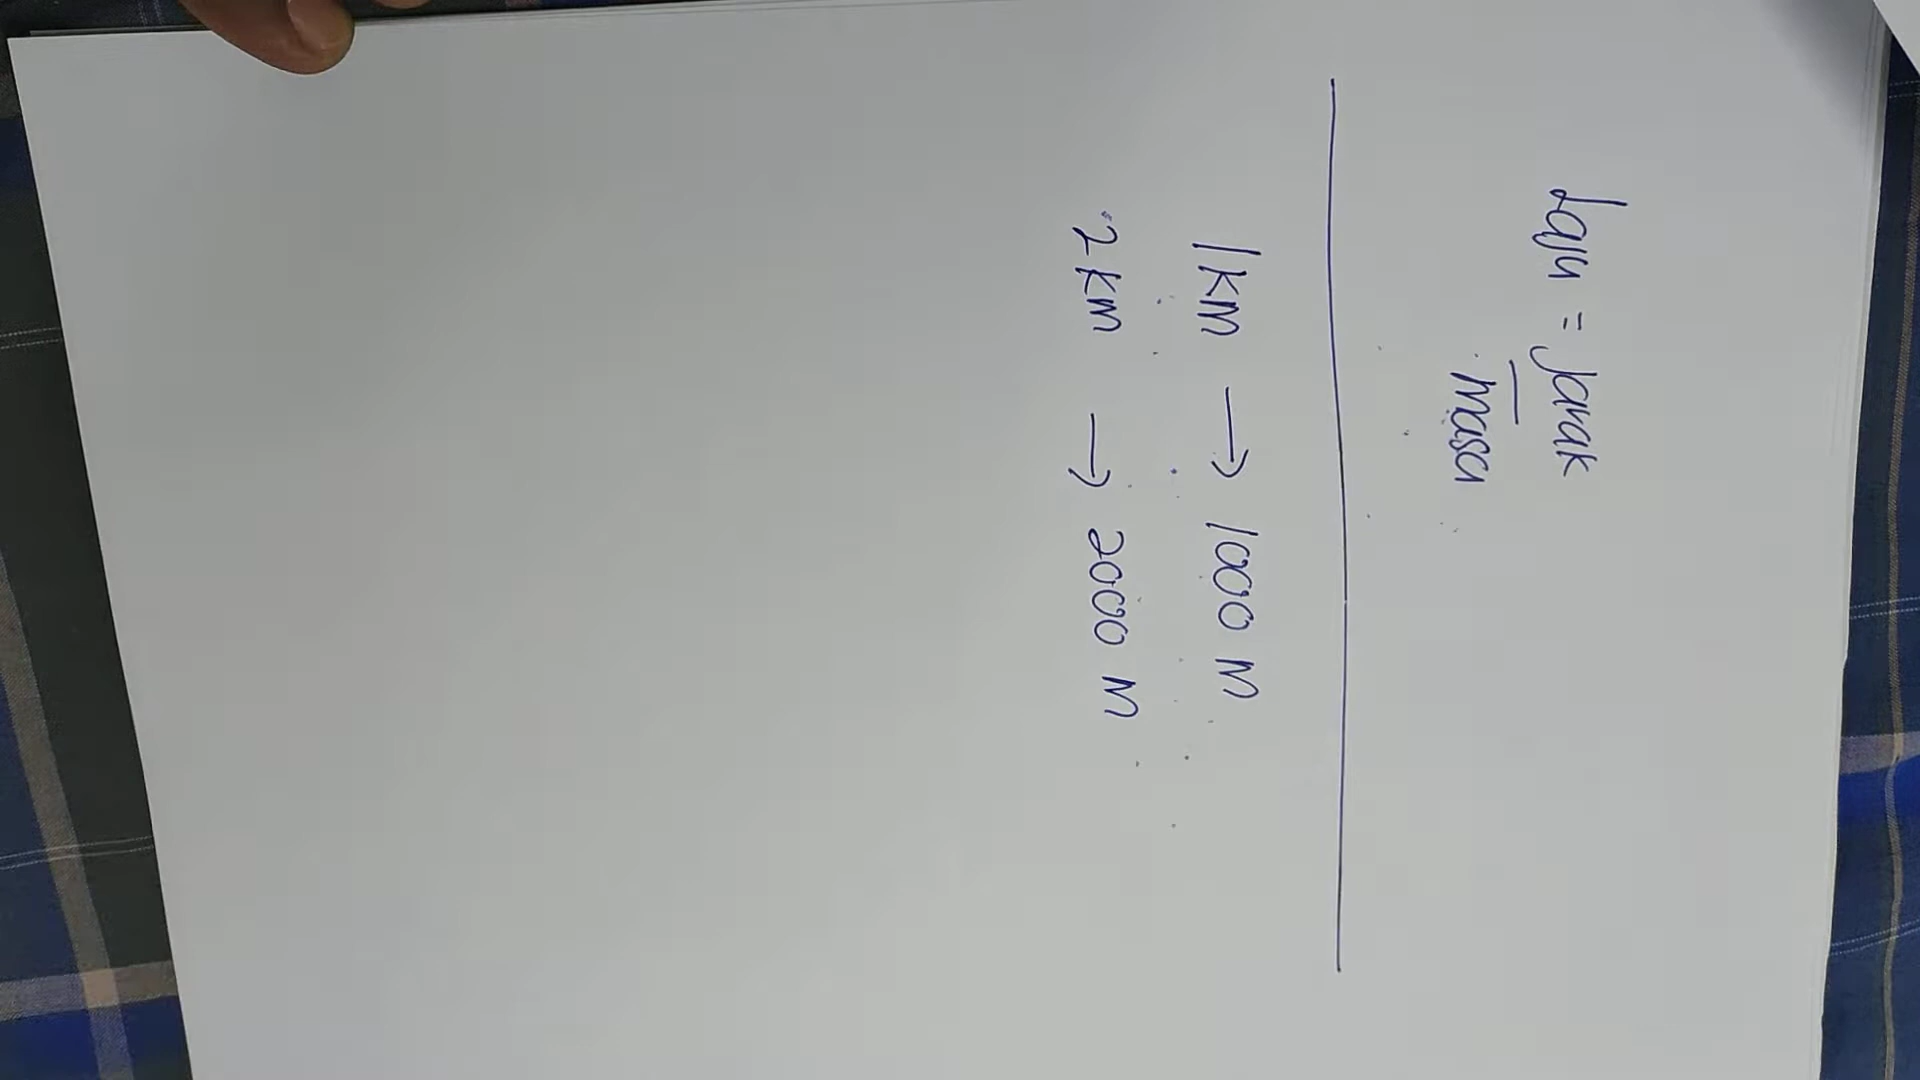 Laju = jarak
masa
1 km → 1000 m
2 km → 2000 m